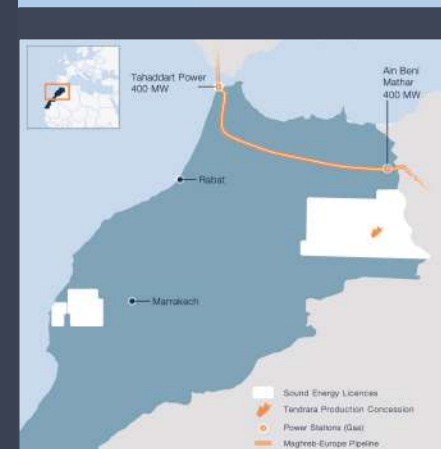 Tahaddart Power
400 MW
Ain Beni
Mathar
400 MW
Rabat
Marrakech
Sound Energy Licences
Tendrara Production Concession
Power Stations (Gas)
Maghreb-Europe Pipeline